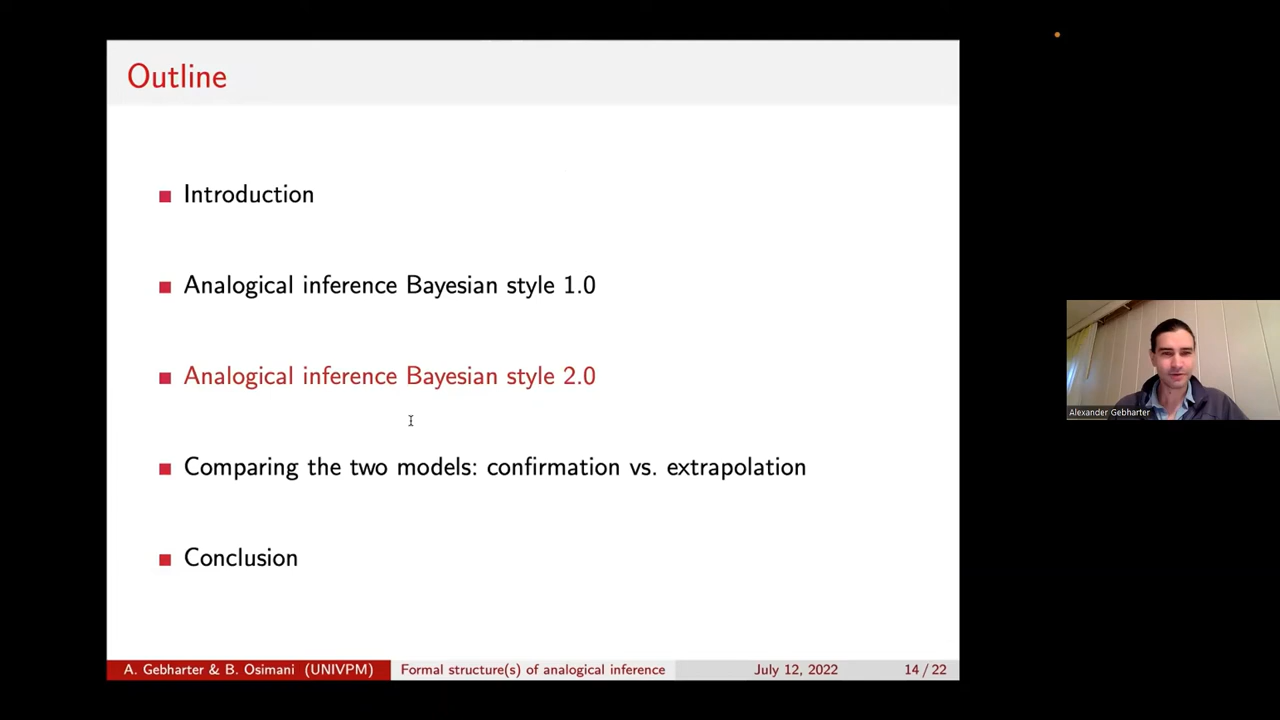 Outline
Introduction
Analogical inference Bayesian style 1.0
Analogical inference Bayesian style 2.0
Comparing the two models: confirmation vs. extrapolation
Conclusion
Alexander Gebharter
A. Gebharter & B. Osimani (UNIVPM) Formal structure(s) of analogical inference July 12, 2022 14 / 22